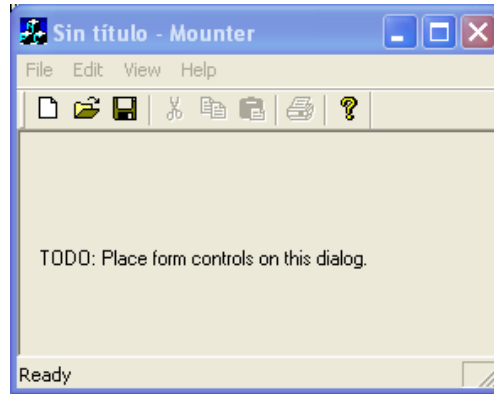 Sin título - Mounter
File Edit View Help
TODO: Place form controls on this dialog.
Ready